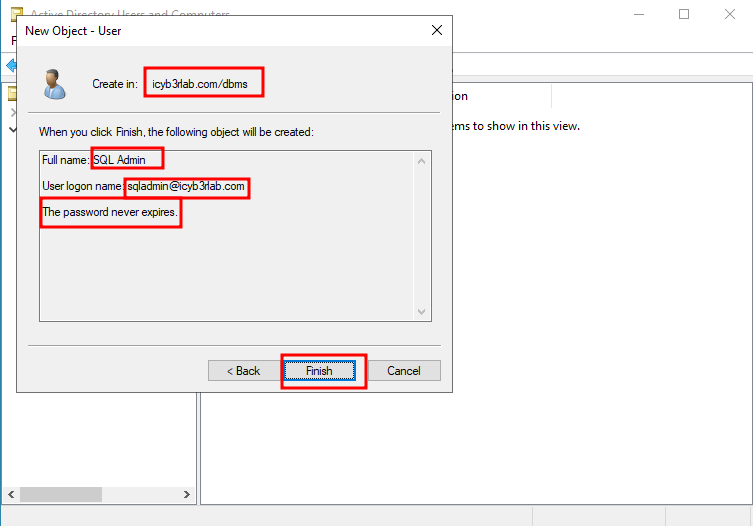 Active Directory Users and Computers
New Object - User
F
Create in: icyb3rlab.com/dbms
When you click Finish, the following object will be created:
Full name: SQL Admin
User logon name: sqladmin@icyb3rlab.com
The password never expires.
< Back Finish Cancel
ion
ems to show in this view.